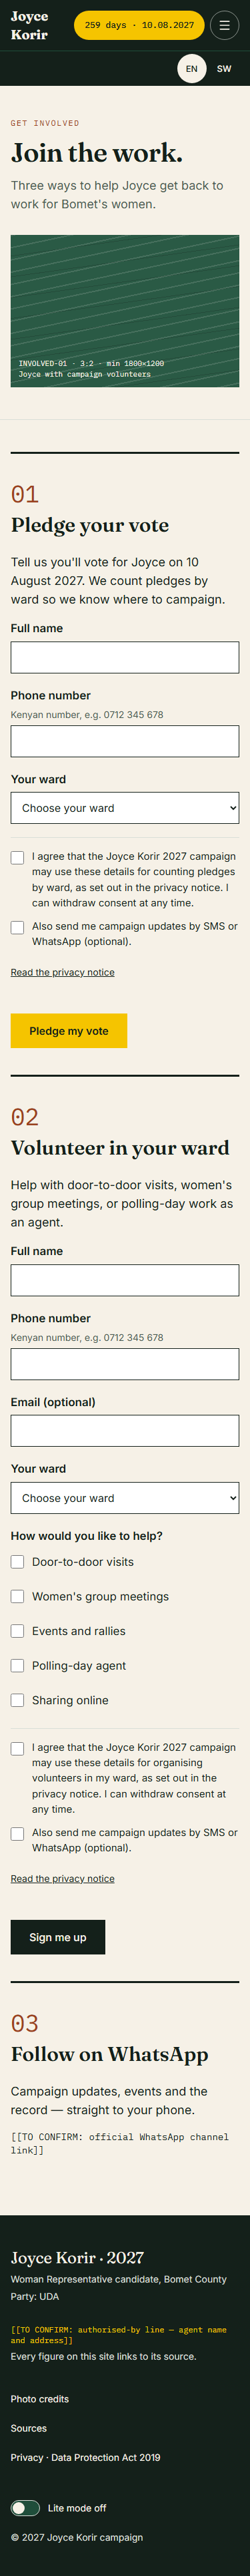 Joyce
Korir
259 days · 10.08.2027
EN
SW
GET INVOLVED
Join the work.
Three ways to help Joyce get back to
work for Bomet's women.
INVOLVED-01 · 3:2 · min 1800×1200
Joyce with campaign volunteers
01
Pledge your vote
Tell us you'll vote for Joyce on 10
August 2027. We count pledges by
ward so we know where to campaign.
Full name
Phone number
Kenyan number, e.g. 0712 345 678
Your ward
Choose your ward
I agree that the Joyce Korir 2027 campaign
may use these details for counting pledges
by ward, as set out in the privacy notice. I
can withdraw consent at any time.
Also send me campaign updates by SMS or
WhatsApp (optional).
Read the privacy notice
Pledge my vote
02
Volunteer in your ward
Help with door-to-door visits, women's
group meetings, or polling-day work as
an agent.
Full name
Phone number
Kenyan number, e.g. 0712 345 678
Email (optional)
Your ward
Choose your ward
How would you like to help?
Door-to-door visits
Women's group meetings
Events and rallies
Polling-day agent
Sharing online
I agree that the Joyce Korir 2027 campaign
may use these details for organising
volunteers in my ward, as set out in the
privacy notice. I can withdraw consent at
any time.
Also send me campaign updates by SMS or
WhatsApp (optional).
Read the privacy notice
Sign me up
03
Follow on WhatsApp
Campaign updates, events and the
record — straight to your phone.
[[TO CONFIRM: official WhatsApp channel
link]]
Joyce Korir · 2027
Woman Representative candidate, Bomet County
Party: UDA
[[TO CONFIRM: authorised-by line — agent name
and address]]
Every figure on this site links to its source.
Photo credits
Sources
Privacy · Data Protection Act 2019
Lite mode off
© 2027 Joyce Korir campaign